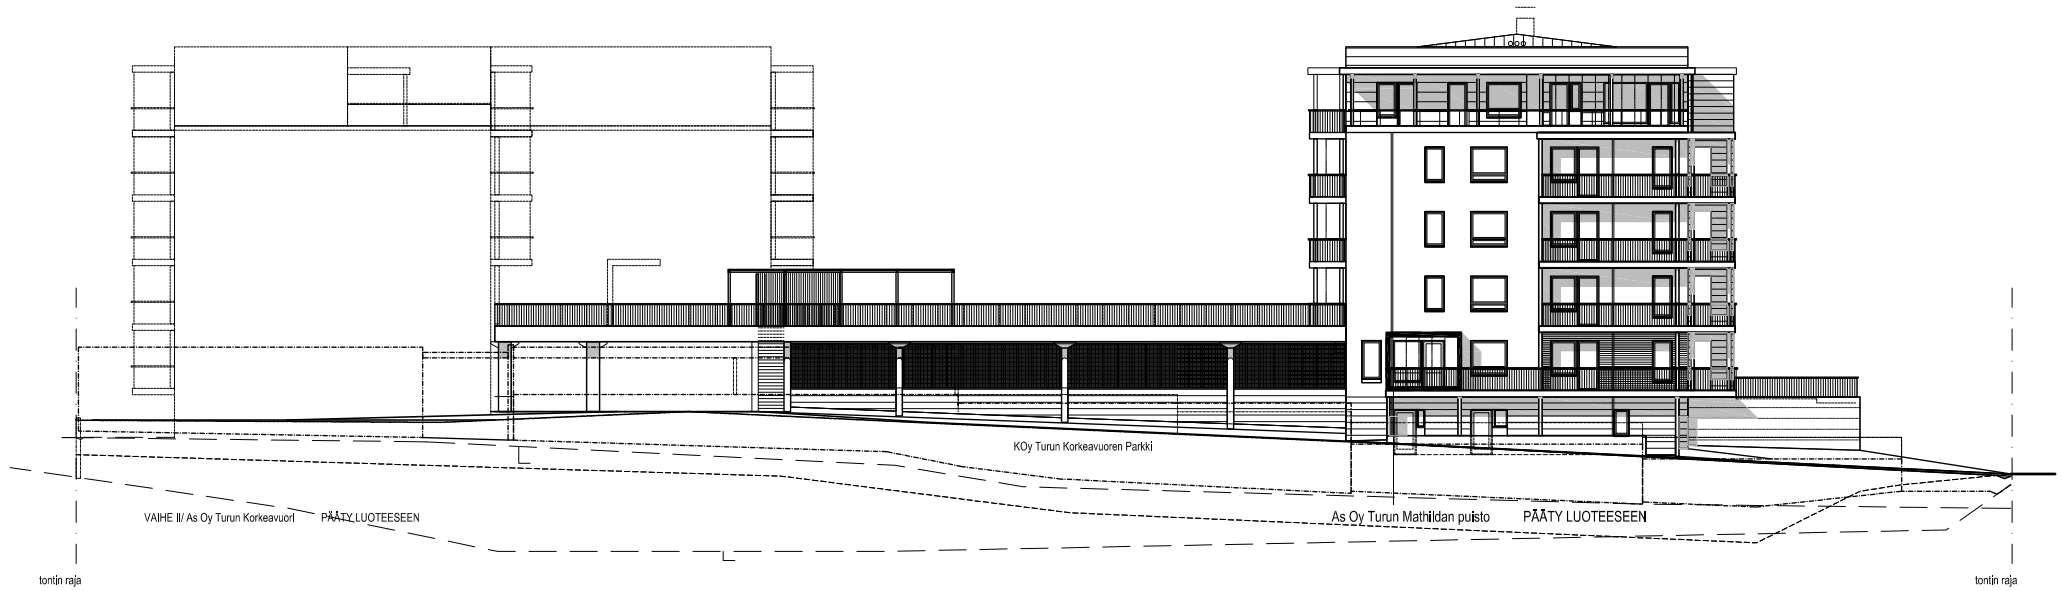 KOy Turun Korkeavuoren Parkki
VAIHE II/ As Oy Turun Korkeavuori PÄÄTY LUOTEESEEN
As Oy Turun Mathildan puisto PÄÄTY LUOTEESEEN
tontin raja
tontin raja